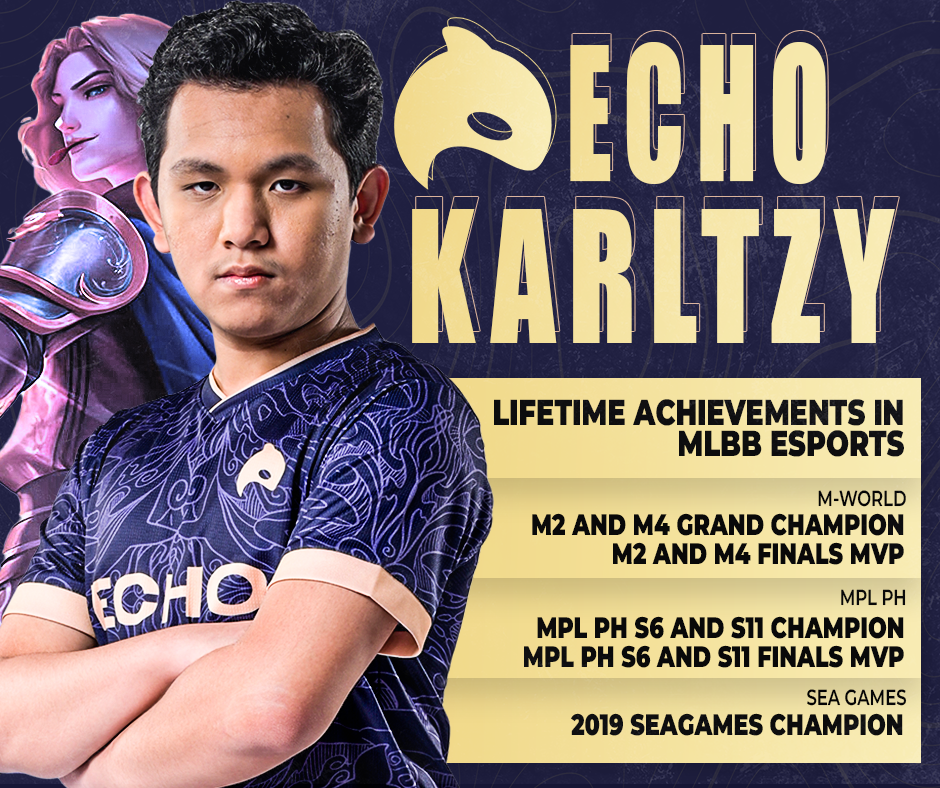 ECHO
KARLTZY
LIFETIME ACHIEVEMENTS IN
MLBB ESPORTS
M-WORLD
M2 AND M4 GRAND CHAMPION
M2 AND M4 FINALS MVP
MPL PH
MPL PH S6 AND S11 CHAMPION
MPL PH S6 AND S11 FINALS MVP
SEA GAMES
2019 SEAGAMES CHAMPION
ECHO